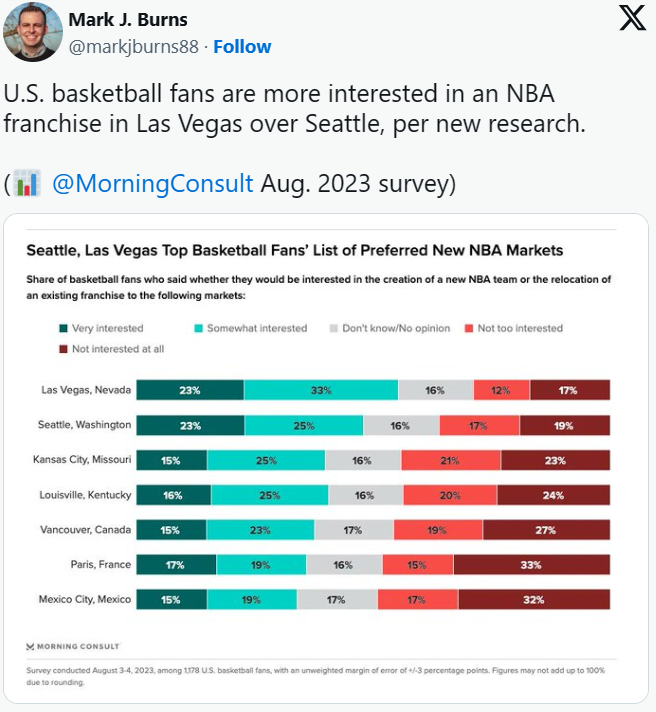 Mark J. Burns
@markjburns88 · Follow
U.S. basketball fans are more interested in an NBA
franchise in Las Vegas over Seattle, per new research.
(📊 @MorningConsult Aug. 2023 survey)
Seattle, Las Vegas Top Basketball Fans’ List of Preferred New NBA Markets
Share of basketball fans who said whether they would be interested in the creation of a new NBA team or the relocation of
an existing franchise to the following markets:
Very interested Somewhat interested Don't know/No opinion Not too interested
Not interested at all
Las Vegas, Nevada 23% 33% 16% 12% 17%
Seattle, Washington 23% 25% 16% 17% 19%
Kansas City, Missouri 15% 25% 16% 21% 23%
Louisville, Kentucky 16% 25% 16% 20% 24%
Vancouver, Canada 15% 23% 17% 19% 27%
Paris, France 17% 19% 16% 15% 33%
Mexico City, Mexico 15% 19% 17% 17% 32%
MORNING CONSULT
Survey conducted August 3-4, 2023, among 1,178 U.S. basketball fans, with an unweighted margin of error of +/-3 percentage points. Figures may not add up to 100%
due to rounding.